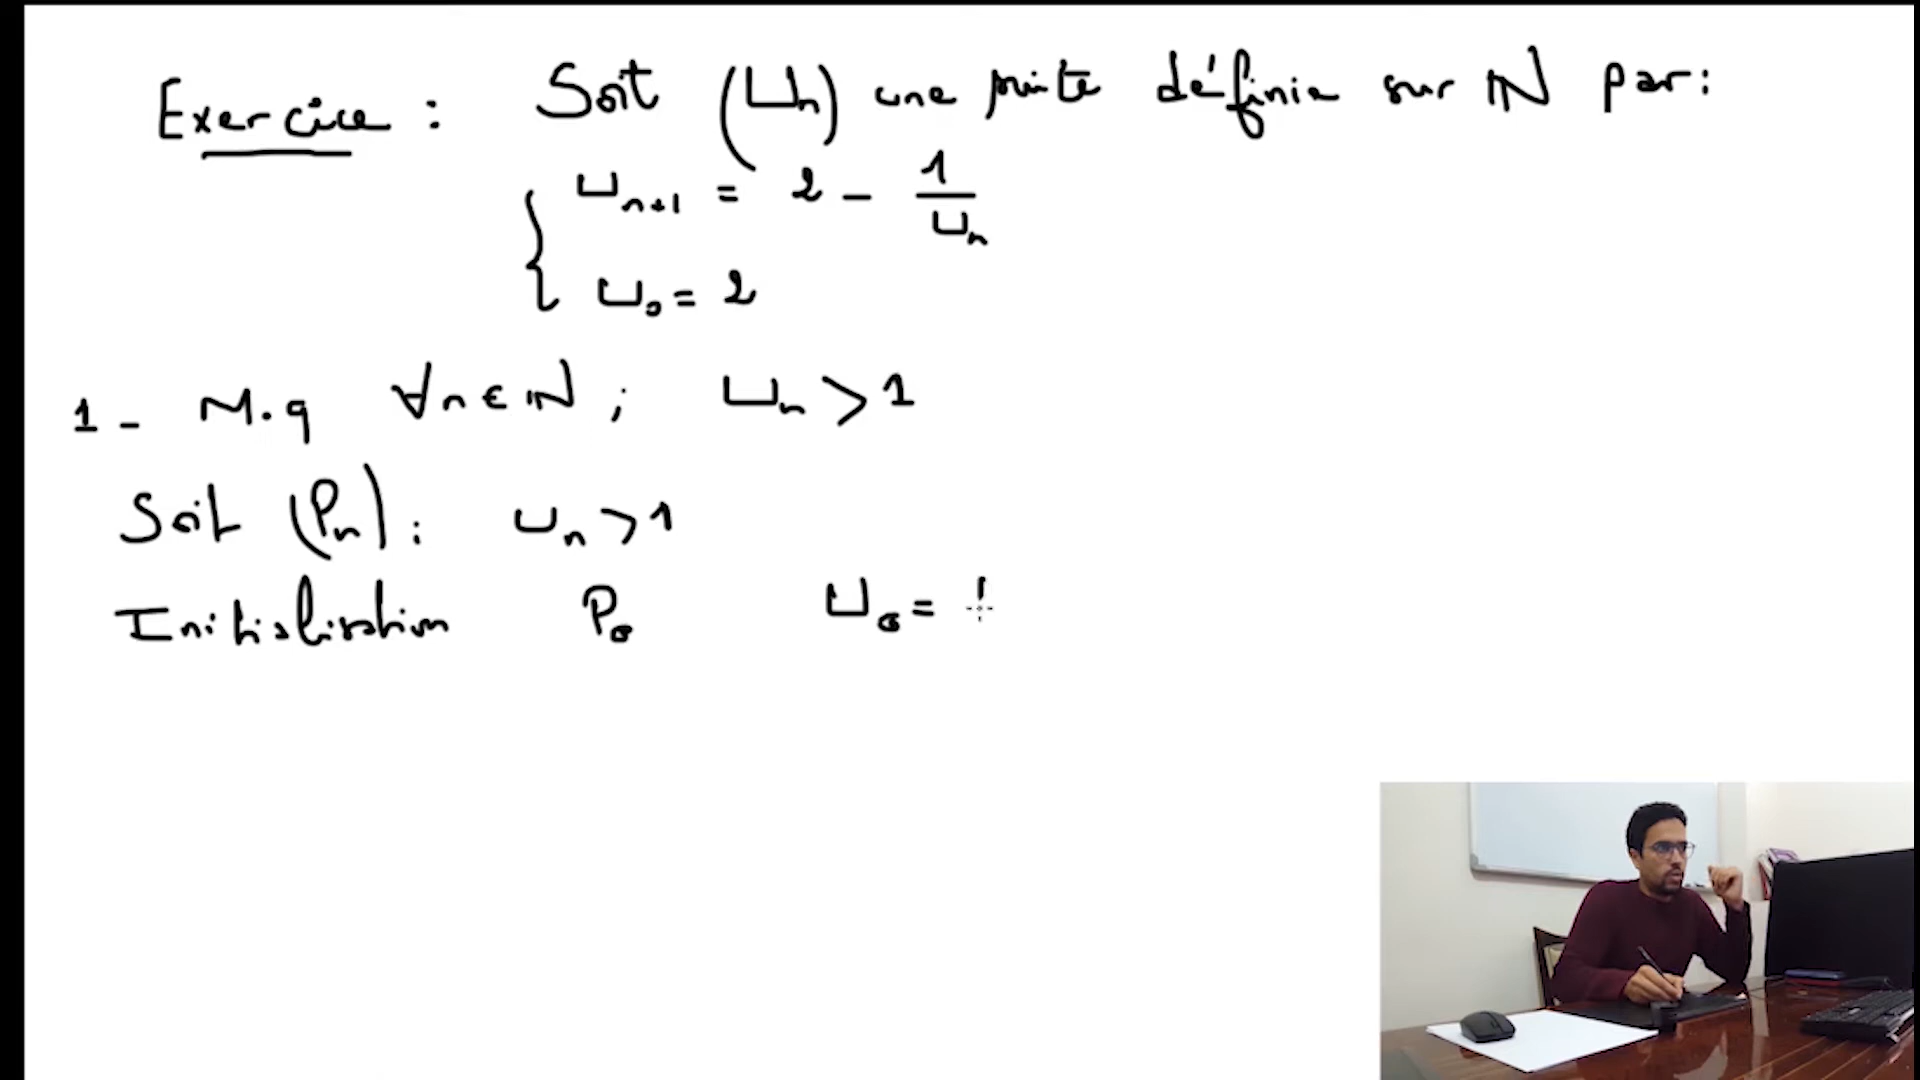 Exercice : Soit (Un) une suite définie sur ℕ par :
{ Un+1 = 2 - 1/Un
U0 = 2
1 - M.q ∀n ∈ ℕ ; Un > 1
Soit (Pn) : Un > 1
Initialisation P0 U0 =